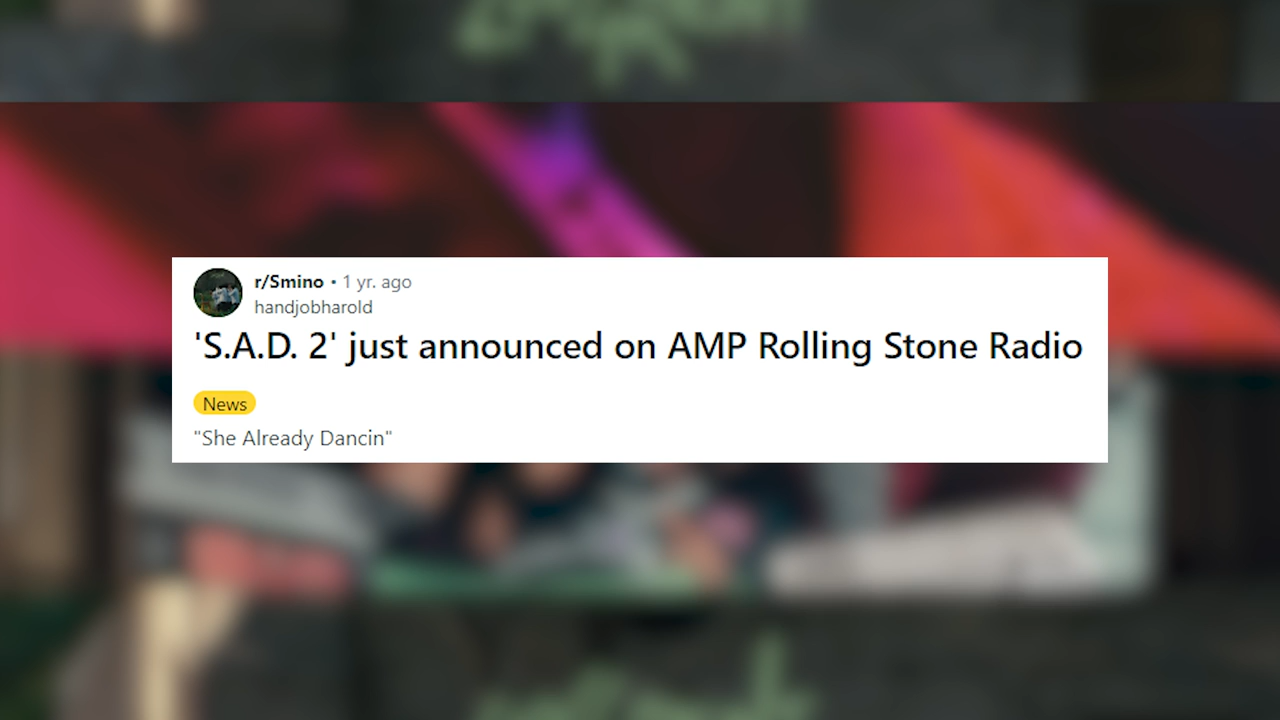 r/Smino • 1 yr. ago
handjobharold
'S.A.D. 2' just announced on AMP Rolling Stone Radio
News
"She Already Dancin"